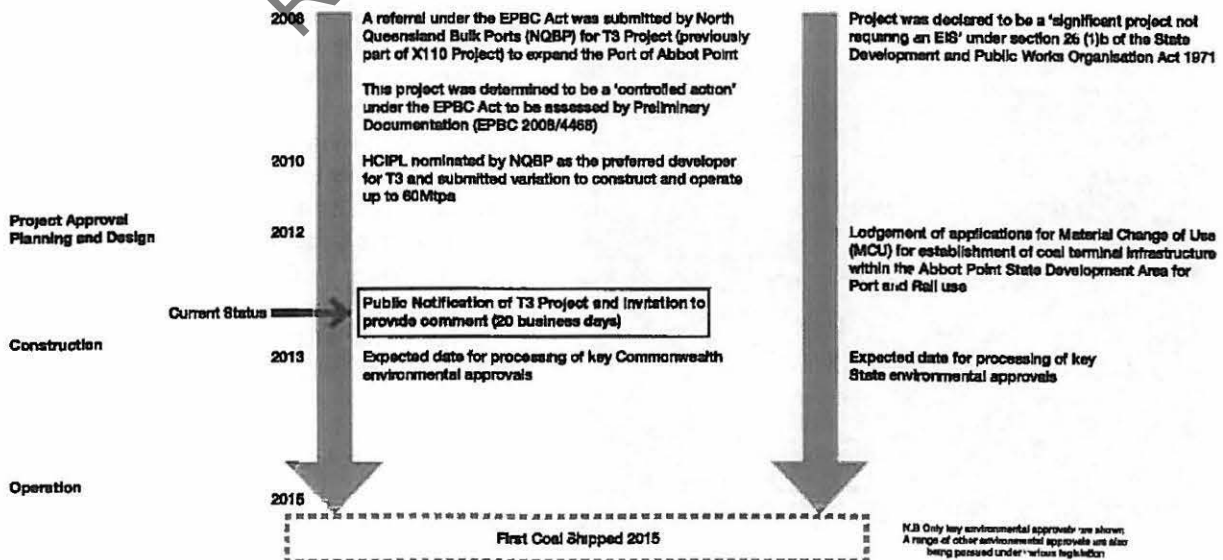 2008
A referral under the EPBC Act was submitted by North
Queensland Bulk Ports (NQBP) for T3 Project (previously
part of X110 Project) to expand the Port of Abbot Point
Project was declared to be a 'significant project not
requiring an EIS' under section 26 (1)b of the State
Development and Public Works Organisation Act 1971
This project was determined to be a 'controlled action'
under the EPBC Act to be assessed by Preliminary
Documentation (EPBC 2008/4468)
2010
HCIPL nominated by NQBP as the preferred developer
for T3 and submitted variation to construct and operate
up to 60Mtpa
Project Approval
Planning and Design
2012
Lodgement of applications for Material Change of Use
(MCU) for establishment of coal terminal infrastructure
within the Abbot Point State Development Area for
Port and Rail use
Current Status
Public Notification of T3 Project and Invitation to
provide comment (20 business days)
Construction
2013
Expected date for processing of key Commonwealth
environmental approvals
Expected date for processing of key
State environmental approvals
Operation
2015
First Coal Shipped 2015
N.B Only key environmental approvals are shown
A range of other environmental approvals are also
being pursued under various legislation